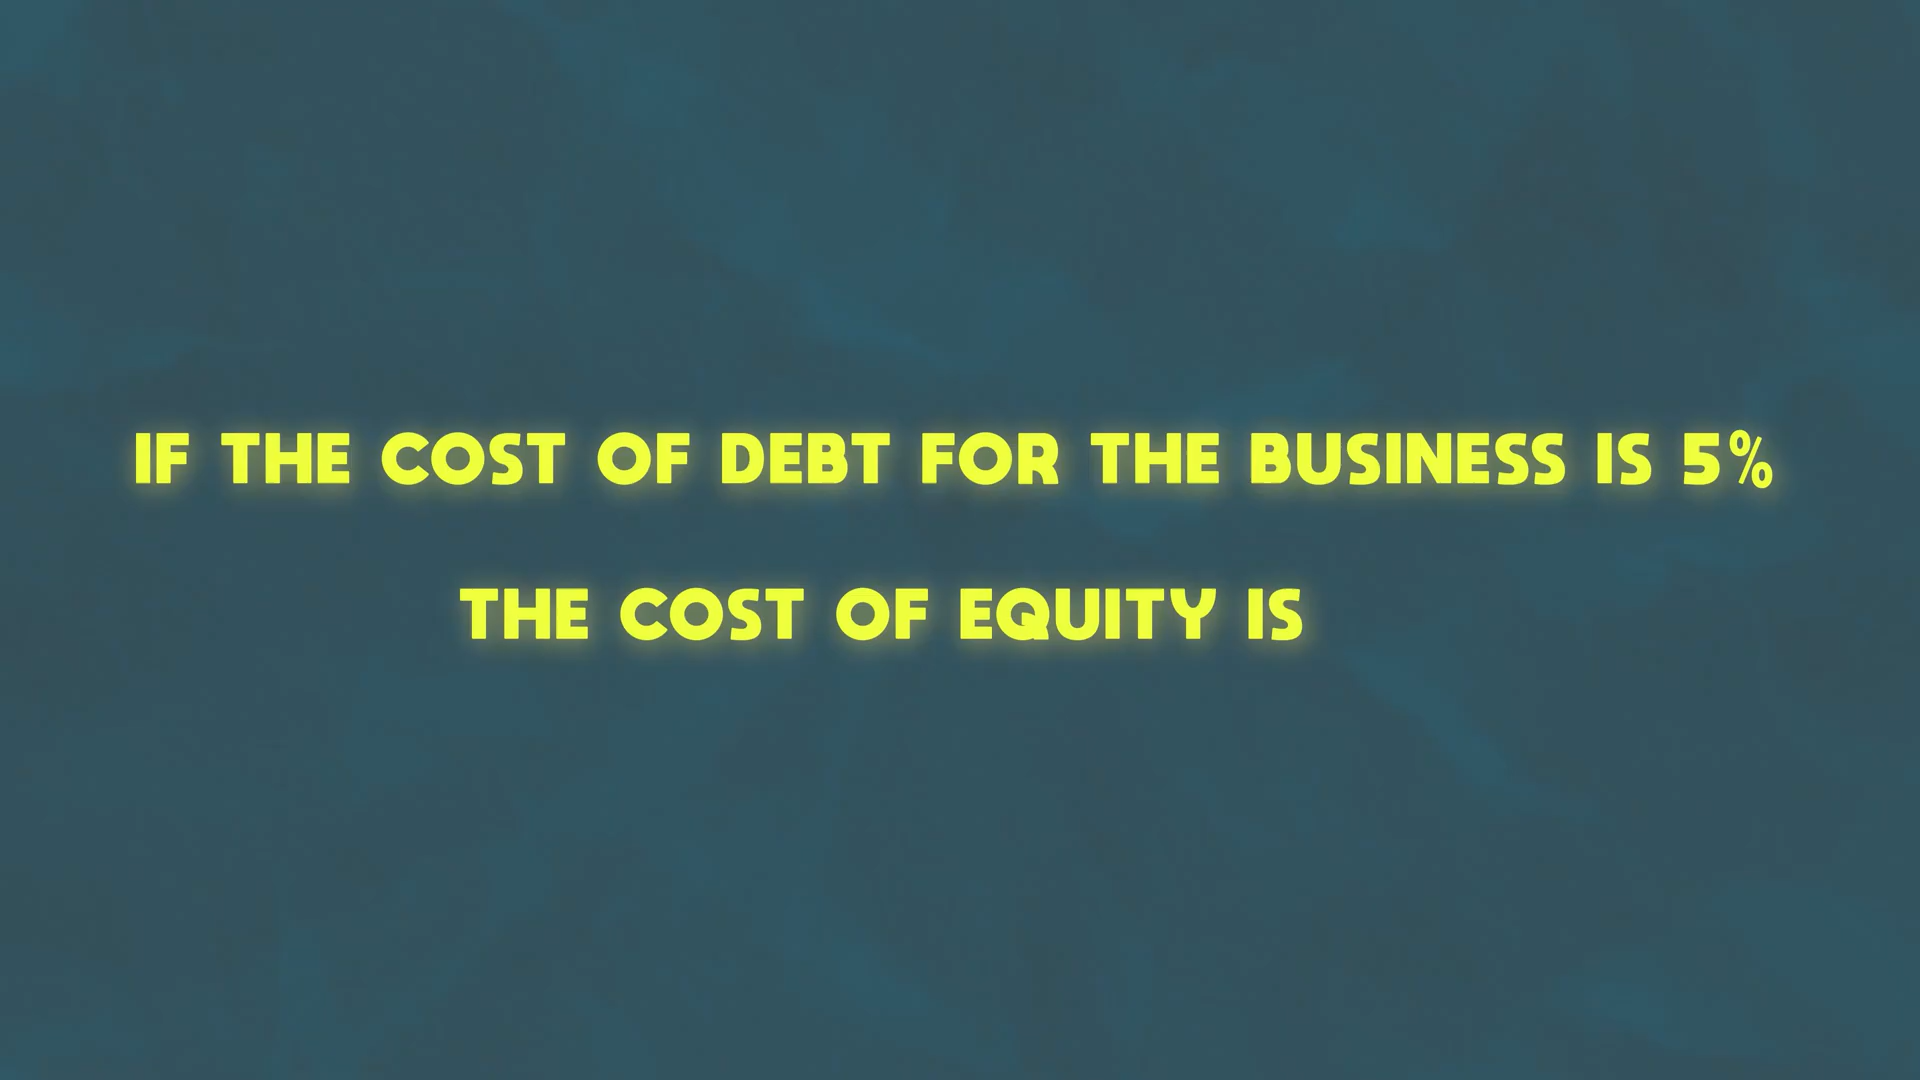 IF THE COST OF DEBT FOR THE BUSINESS IS 5%
THE COST OF EQUITY IS